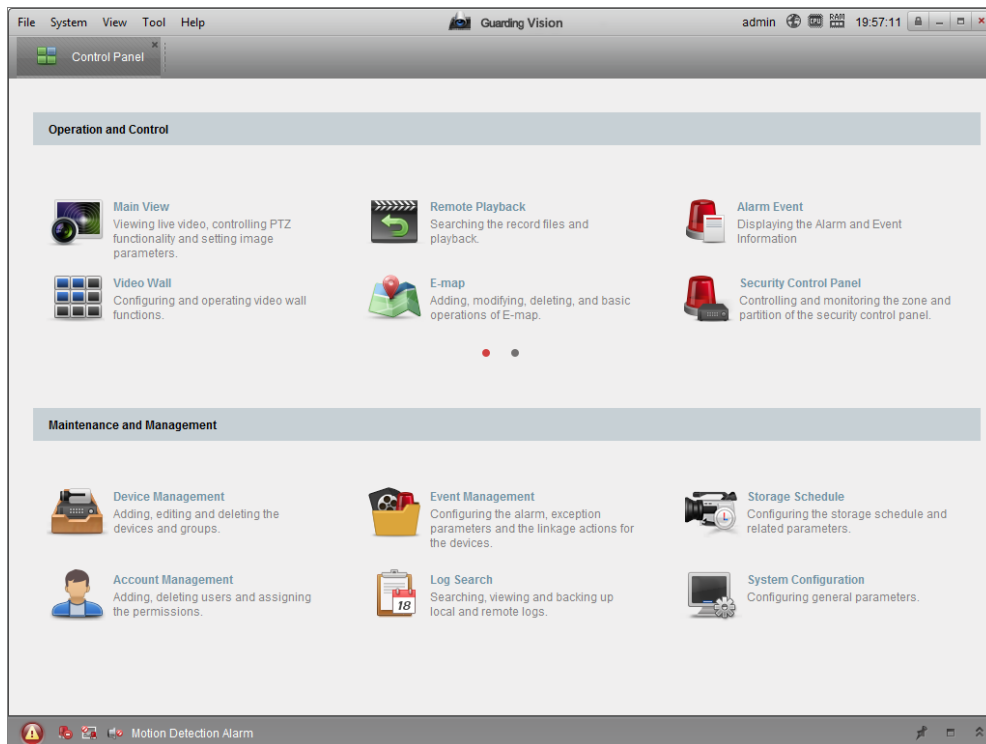 File System View Tool Help Guarding Vision admin CPU RAM 19:57:11
Control Panel
Operation and Control
Main View
Viewing live video, controlling PTZ
functionality and setting image
parameters.
Remote Playback
Searching the record files and
playback.
Alarm Event
Displaying the Alarm and Event
Information
Video Wall
Configuring and operating video wall
functions.
E-map
Adding, modifying, deleting, and basic
operations of E-map.
Security Control Panel
Controlling and monitoring the zone and
partition of the security control panel.
Maintenance and Management
Device Management
Adding, editing and deleting the
devices and groups.
Event Management
Configuring the alarm, exception
parameters and the linkage actions for
the devices.
Storage Schedule
Configuring the storage schedule and
related parameters.
Account Management
Adding, deleting users and assigning
the permissions.
18
Log Search
Searching, viewing and backing up
local and remote logs.
System Configuration
Configuring general parameters.
Motion Detection Alarm